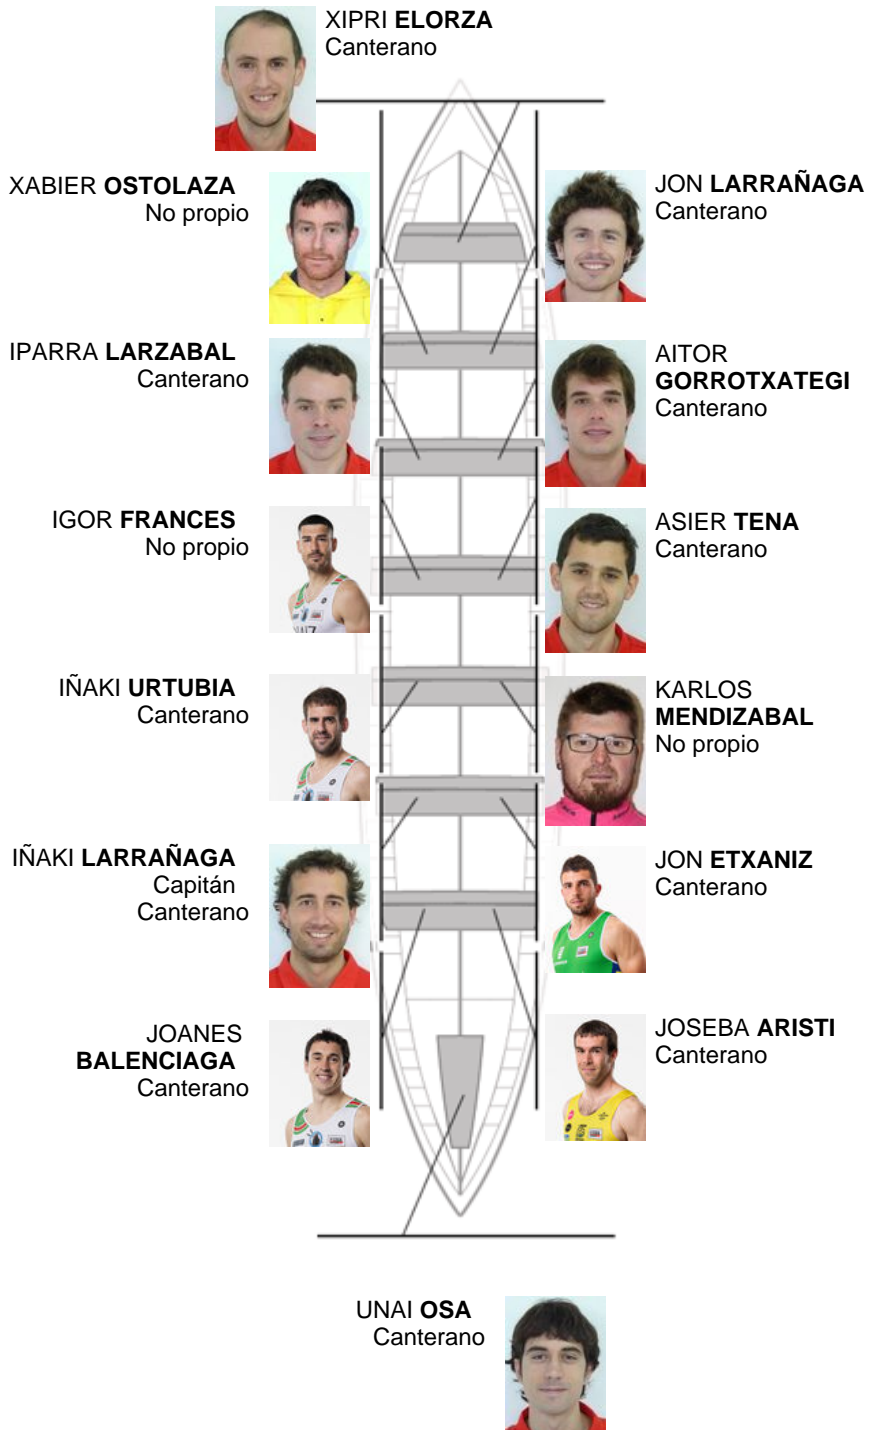 XIPRI ELORZA
Canterano
XABIER OSTOLAZA
No propio
JON LARRAÑAGA
Canterano
IPARRA LARZABAL
Canterano
AITOR
GORROTXATEGI
Canterano
IGOR FRANCES
No propio
ASIER TENA
Canterano
IÑAKI URTUBIA
Canterano
KARLOS
MENDIZABAL
No propio
IÑAKI LARRAÑAGA
Capitán
Canterano
JON ETXANIZ
Canterano
JOANES
BALENCIAGA
Canterano
JOSEBA ARISTI
Canterano
UNAI OSA
Canterano